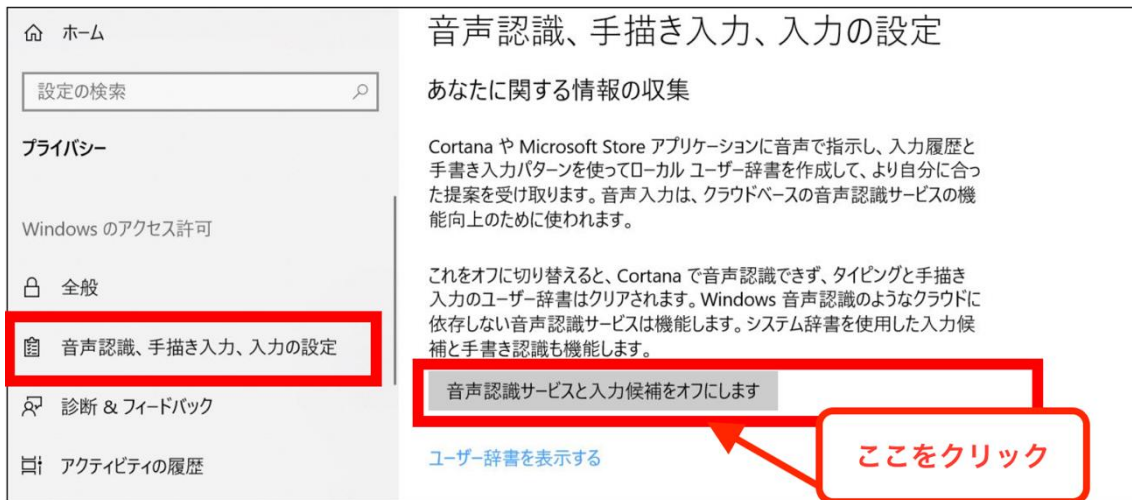 ホーム
設定の検索
プライバシー
Windows のアクセス許可
全般
音声認識、手描き入力、入力の設定
診断 & フィードバック
アクティビティの履歴
音声認識、手描き入力、入力の設定
あなたに関する情報の収集
Cortana や Microsoft Store アプリケーションに音声で指示し、入力履歴と
手書き入力パターンを使ってローカル ユーザー辞書を作成して、より自分に合っ
た提案を受け取ります。音声入力は、クラウドベースの音声認識サービスの機
能向上のために使われます。
これをオフに切り替えると、Cortana で音声認識できず、タイピングと手描き
入力のユーザー辞書はクリアされます。Windows 音声認識のようなクラウドに
依存しない音声認識サービスは機能します。システム辞書を使用した入力候
補と手書き認識も機能します。
音声認識サービスと入力候補をオフにします
ユーザー辞書を表示する
ここをクリック